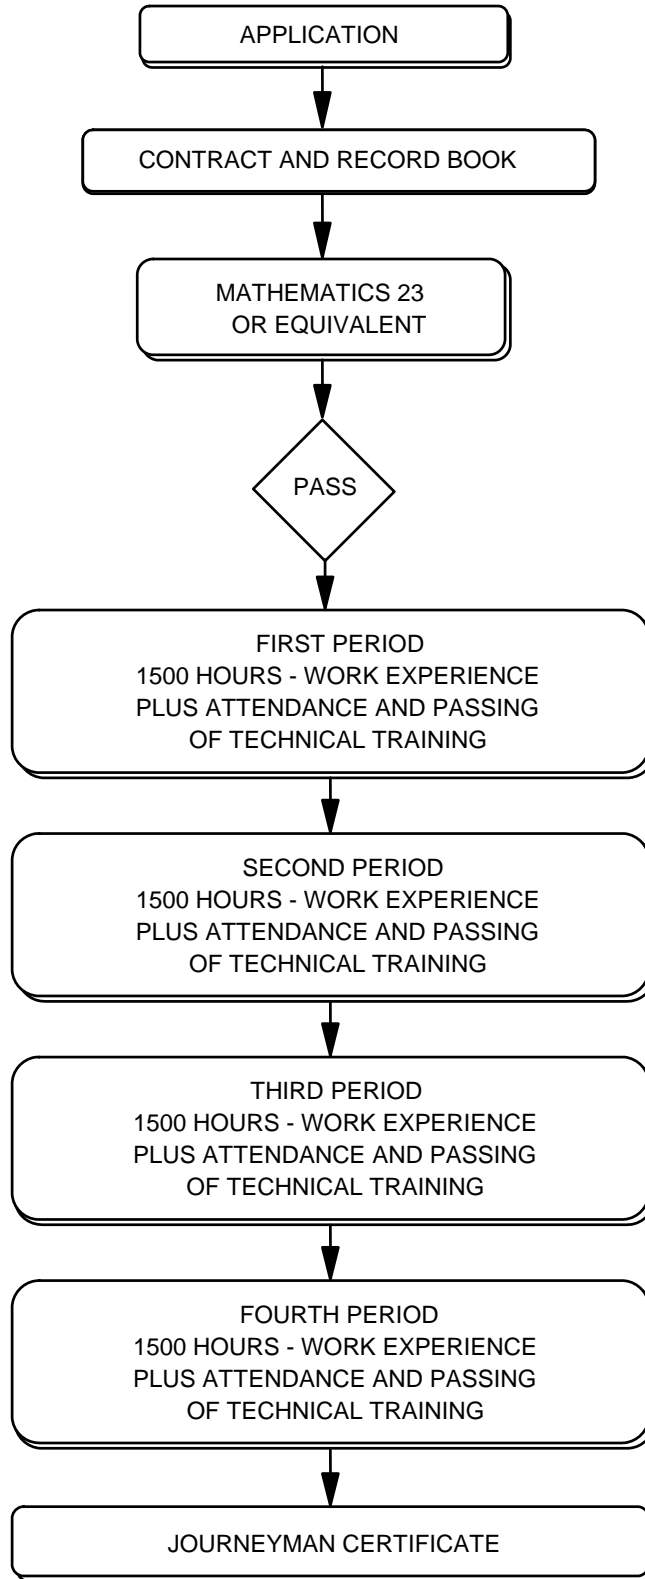 APPLICATION
CONTRACT AND RECORD BOOK
MATHEMATICS 23
OR EQUIVALENT
PASS
FIRST PERIOD
1500 HOURS - WORK EXPERIENCE
PLUS ATTENDANCE AND PASSING
OF TECHNICAL TRAINING
SECOND PERIOD
1500 HOURS - WORK EXPERIENCE
PLUS ATTENDANCE AND PASSING
OF TECHNICAL TRAINING
THIRD PERIOD
1500 HOURS - WORK EXPERIENCE
PLUS ATTENDANCE AND PASSING
OF TECHNICAL TRAINING
FOURTH PERIOD
1500 HOURS - WORK EXPERIENCE
PLUS ATTENDANCE AND PASSING
OF TECHNICAL TRAINING
JOURNEYMAN CERTIFICATE